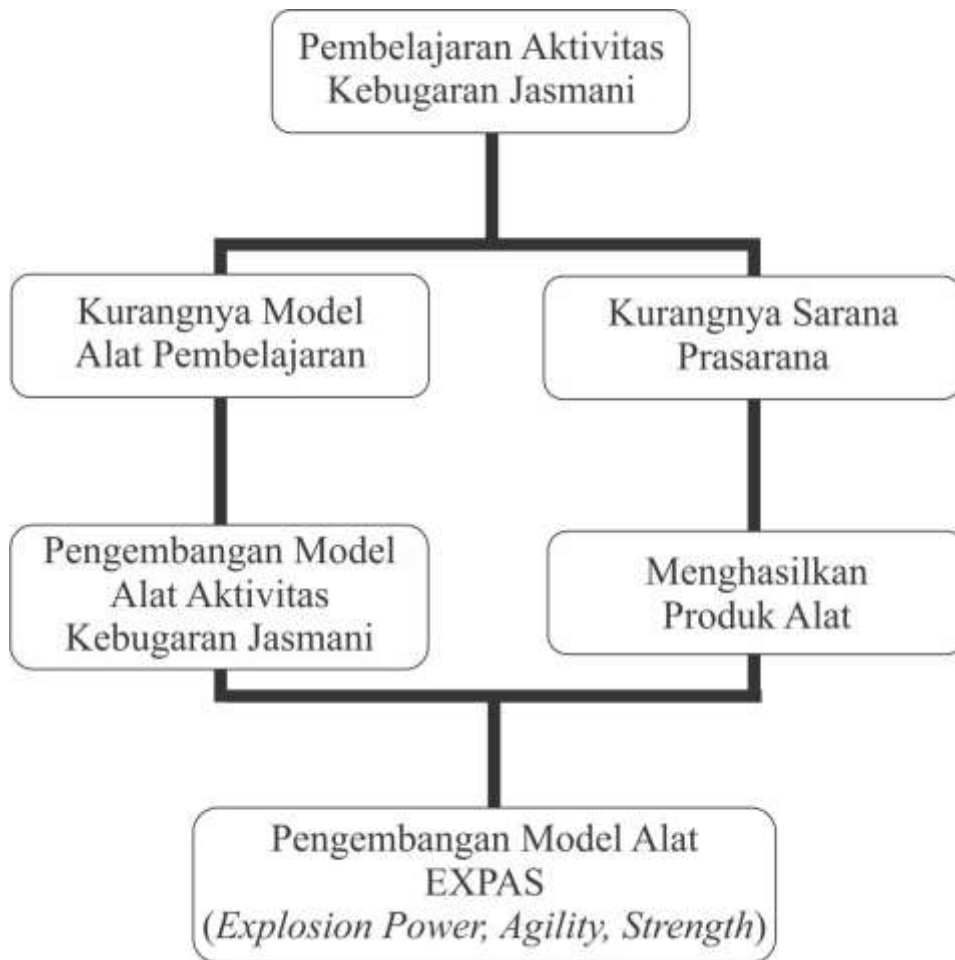 Pembelajaran Aktivitas
Kebugaran Jasmani
Kurangnya Model
Alat Pembelajaran
Kurangnya Sarana
Prasarana
Pengembangan Model
Alat Aktivitas
Kebugaran Jasmani
Menghasilkan
Produk Alat
Pengembangan Model Alat
EXPAS
(Explosion Power, Agility, Strength)